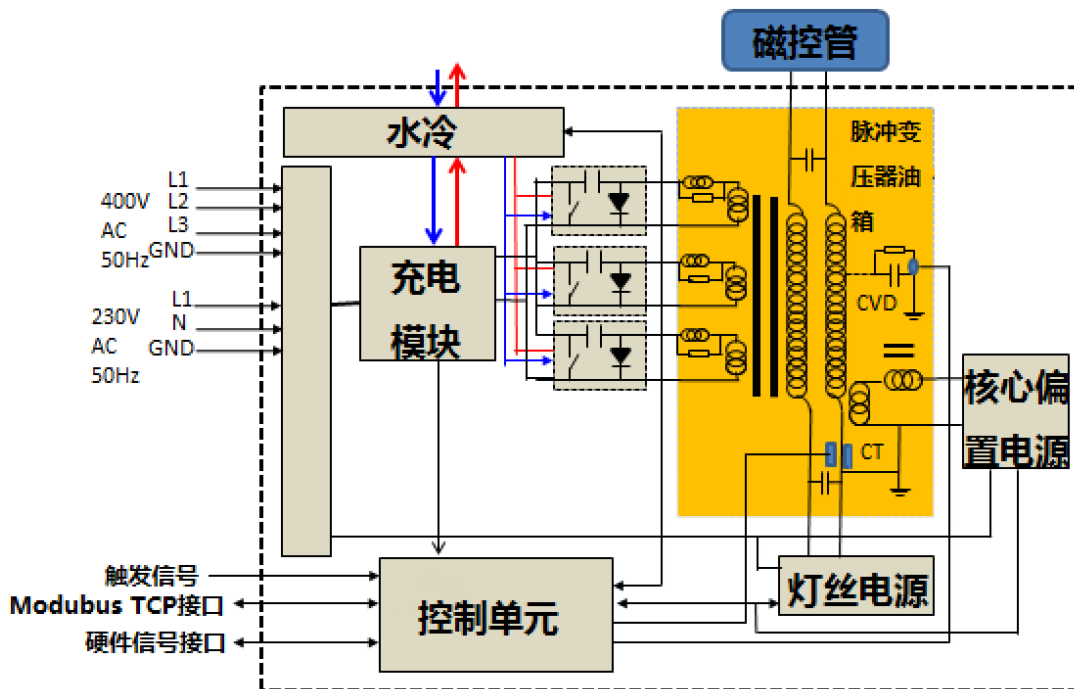 磁控管
水冷
脉冲变
压器油
箱
L1
400V
L2
AC
L3
50Hz
GND
充电
模块
L1
230V
N
AC
GND
50Hz
CVD
核心偏
置电源
CT
触发信号
Modubus TCP接口
硬件信号接口
控制单元
灯丝电源